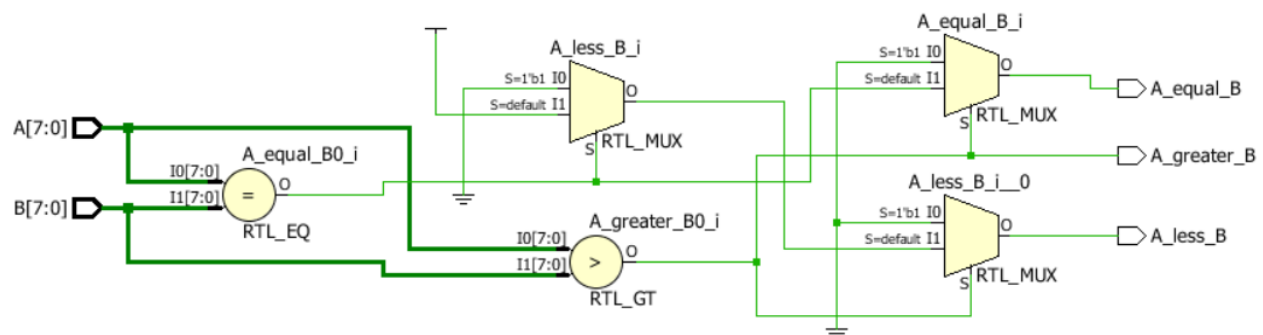 A_less_B_i
S=1'b1 I0
S=default I1
O
S
RTL_MUX
A_equal_B_i
S=1'b1 I0
S=default I1
O
S
RTL_MUX
A_equal_B
A[7:0]
A_equal_B0_i
I0[7:0]
I1[7:0]
O
=
RTL_EQ
B[7:0]
A_greater_B
A_greater_B0_i
I0[7:0]
I1[7:0]
O
>
RTL_GT
A_less_B_i__0
S=1'b1 I0
S=default I1
O
S
RTL_MUX
A_less_B